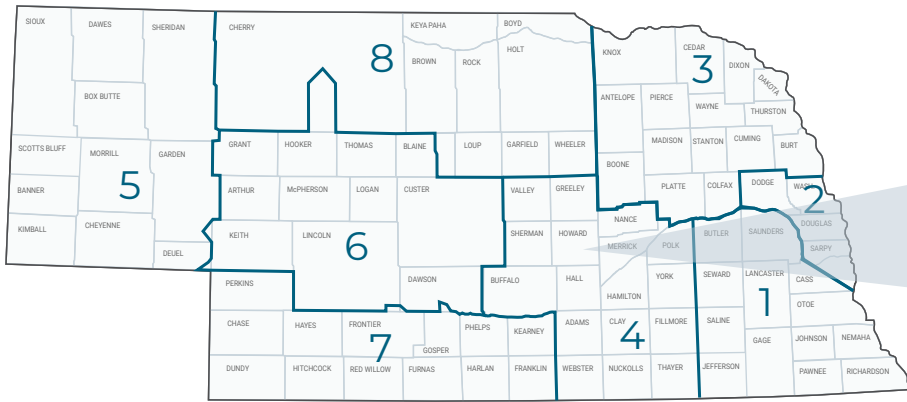 SIOUX
DAWES
SHERIDAN
CHERRY
KEYA PAHA
BOYD
HOLT
BROWN
ROCK
8
KNOX
CEDAR
DIXON
DAKOTA
3
ANTELOPE
PIERCE
WAYNE
THURSTON
BOX BUTTE
SCOTTS BLUFF
MORRILL
GARDEN
GRANT
HOOKER
THOMAS
BLAINE
LOUP
GARFIELD
WHEELER
BOONE
MADISON
STANTON
CUMING
BURT
BANNER
5
ARTHUR
McPHERSON
LOGAN
CUSTER
VALLEY
GREELEY
PLATTE
COLFAX
DODGE
2
KIMBALL
CHEYENNE
DEUEL
KEITH
LINCOLN
6
SHERMAN
HOWARD
NANCE
MERRICK
POLK
BUTLER
SAUNDERS
DOUGLAS
SARPY
PERKINS
DAWSON
BUFFALO
HALL
HAMILTON
YORK
SEWARD
LANCASTER
CASS
OTOE
1
CHASE
HAYES
FRONTIER
GOSPER
PHELPS
KEARNEY
ADAMS
CLAY
FILLMORE
SALINE
GAGE
JOHNSON
NEMAHA
7
4
DUNDY
HITCHCOCK
RED WILLOW
FURNAS
HARLAN
FRANKLIN
WEBSTER
NUCKOLLS
THAYER
JEFFERSON
PAWNEE
RICHARDSON